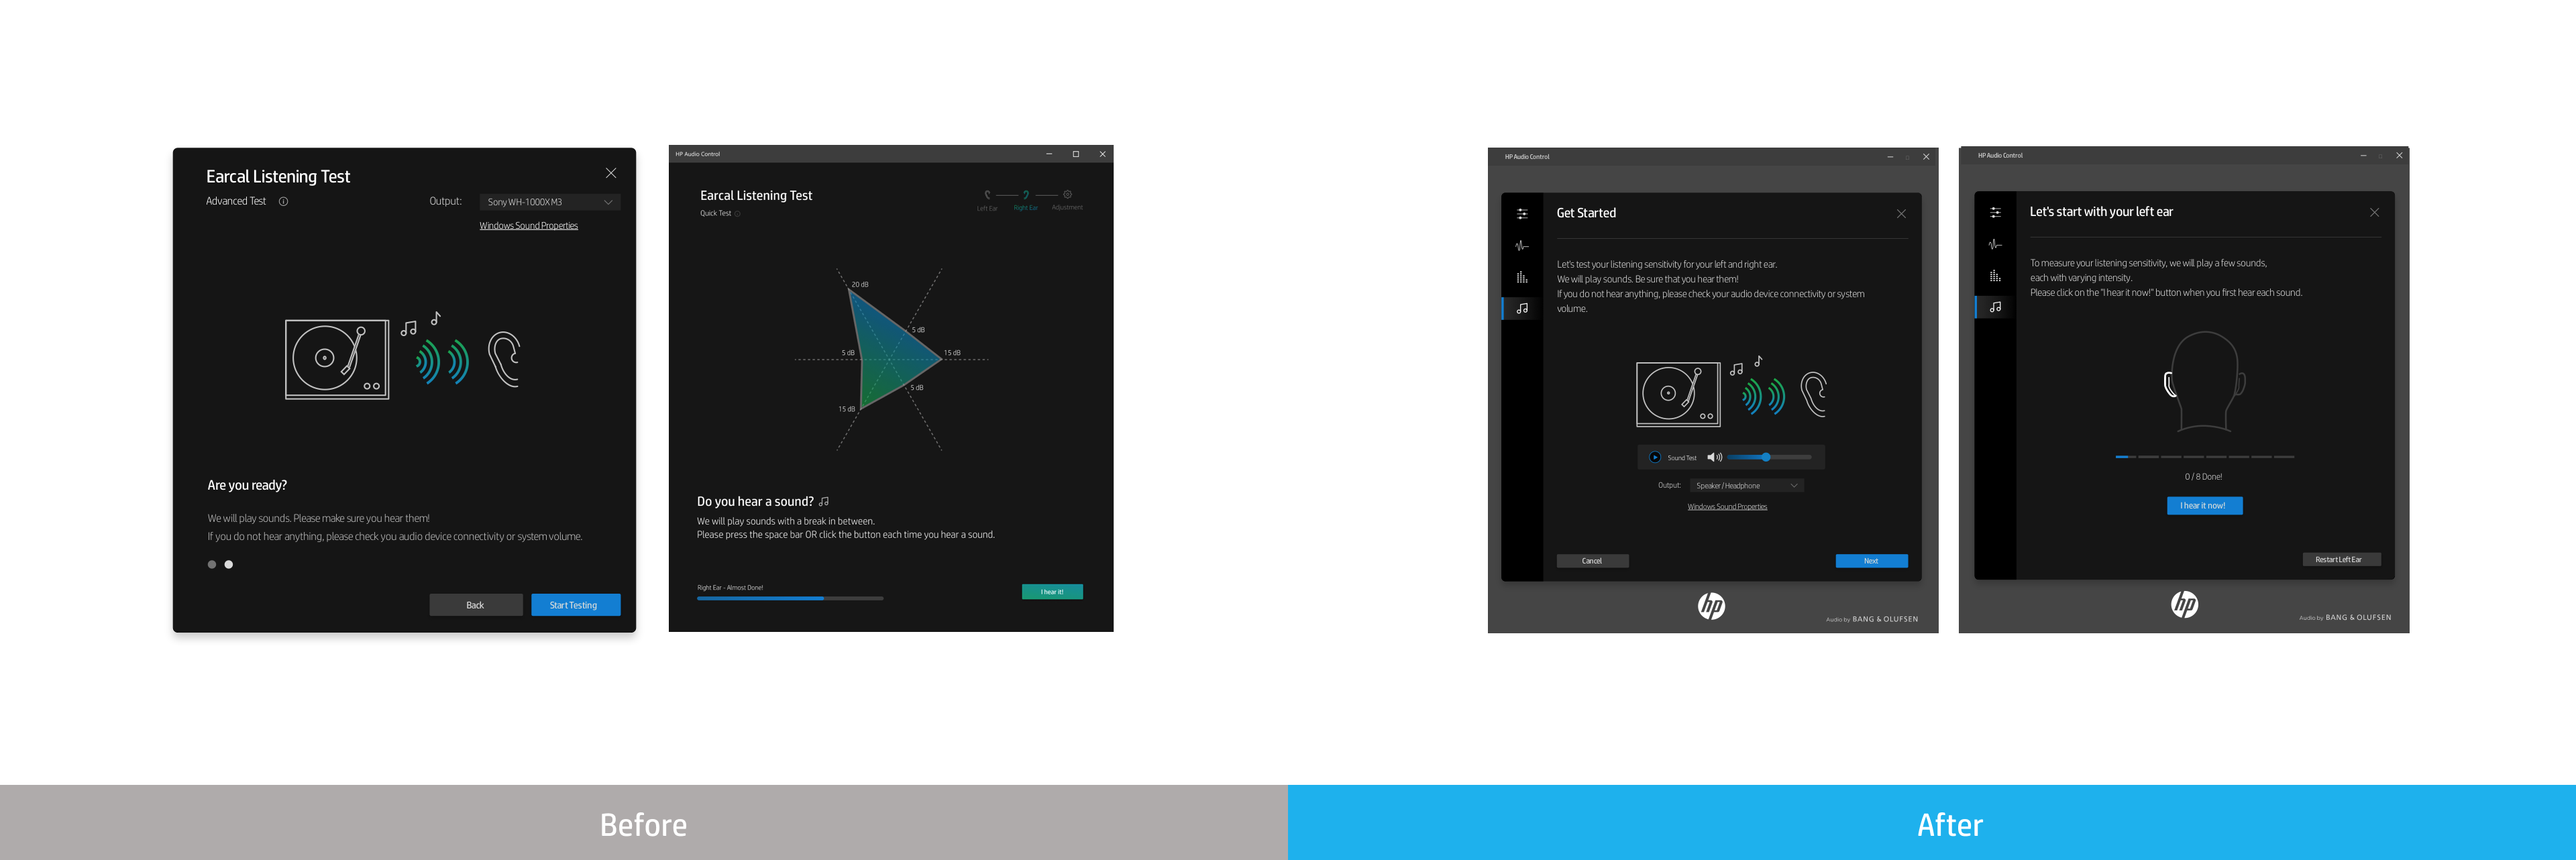 Earcal Listening Test
Advanced Test
Output:
Sony WH-1000XM3
Windows Sound Properties
Are you ready?
We will play sounds. Please make sure you hear them!
If you do not hear anything, please check you audio device connectivity or system volume.
Back
Start Testing
HP Audio Control
Earcal Listening Test
Quick Test
Left Ear
Right Ear
Adjustment
20 dB
5 dB
5 dB
15 dB
5 dB
15 dB
Do you hear a sound?
We will play sounds with a break in between.
Please press the space bar OR click the button each time you hear a sound.
Right Ear - Almost Done!
I hear it!
HP Audio Control
Get Started
Let's test your listening sensitivity for your left and right ear.
We will play sounds. Be sure that you hear them!
If you do not hear anything, please check your audio device connectivity or system
volume.
Sound Test
Output:
Speaker / Headphone
Windows Sound Properties
Cancel
Next
hp
Audio by BANG & OLUFSEN
HP Audio Control
Let's start with your left ear
To measure your listening sensitivity, we will play a few sounds,
each with varying intensity.
Please click on the "I hear it now!" button when you first hear each sound.
0 / 8 Done!
I hear it now!
Restart Left Ear
hp
Audio by BANG & OLUFSEN
Before
After